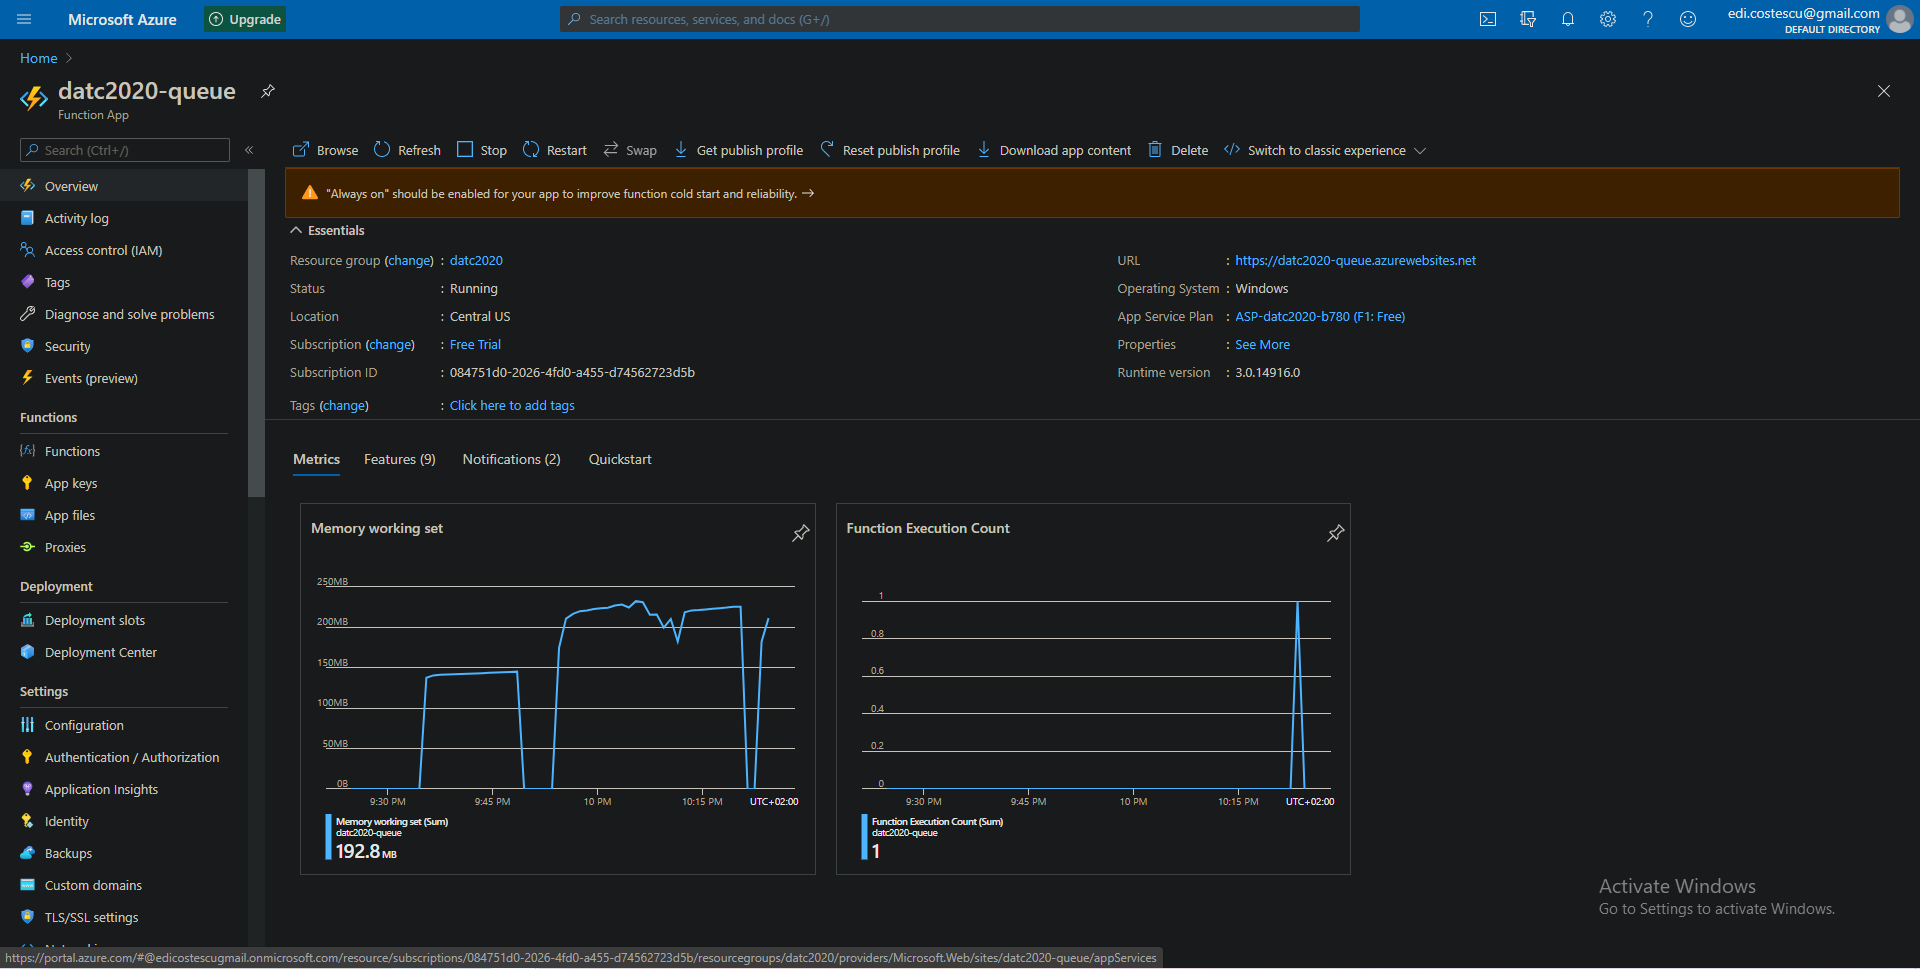 Microsoft Azure
Upgrade
Search resources, services, and docs (G+/)
edi.costescu@gmail.com
DEFAULT DIRECTORY
Home
datc2020-queue
Function App
Search (Ctrl+/)
«
Browse
Refresh
Stop
Restart
Swap
Get publish profile
Reset publish profile
Download app content
Delete
Switch to classic experience
"Always on" should be enabled for your app to improve function cold start and reliability. →
Essentials
Resource group (change) : datc2020
Status : Running
Location : Central US
Subscription (change) : Free Trial
Subscription ID : 084751d0-2026-4fd0-a455-d74562723d5b
Tags (change) : Click here to add tags
URL : https://datc2020-queue.azurewebsites.net
Operating System : Windows
App Service Plan : ASP-datc2020-b780 (F1: Free)
Properties : See More
Runtime version : 3.0.14916.0
Overview
Activity log
Access control (IAM)
Tags
Diagnose and solve problems
Security
Events (preview)
Functions
Functions
App keys
App files
Proxies
Deployment
Deployment slots
Deployment Center
Settings
Configuration
Authentication / Authorization
Application Insights
Identity
Backups
Custom domains
TLS/SSL settings
Metrics
Features (9)
Notifications (2)
Quickstart
Memory working set
250MB
200MB
150MB
100MB
50MB
0B
9:30 PM
9:45 PM
10 PM
10:15 PM
UTC+02:00
Memory working set (Sum)
datc2020-queue
192.8 MB
Function Execution Count
1
0.8
0.6
0.4
0.2
0
9:30 PM
9:45 PM
10 PM
10:15 PM
UTC+02:00
Function Execution Count (Sum)
datc2020-queue
1
Activate Windows
Go to Settings to activate Windows.
https://portal.azure.com/#@edicostescugmail.onmicrosoft.com/resource/subscriptions/084751d0-2026-4fd0-a455-d74562723d5b/resourcegroups/datc2020/providers/Microsoft.Web/sites/datc2020-queue/appServices